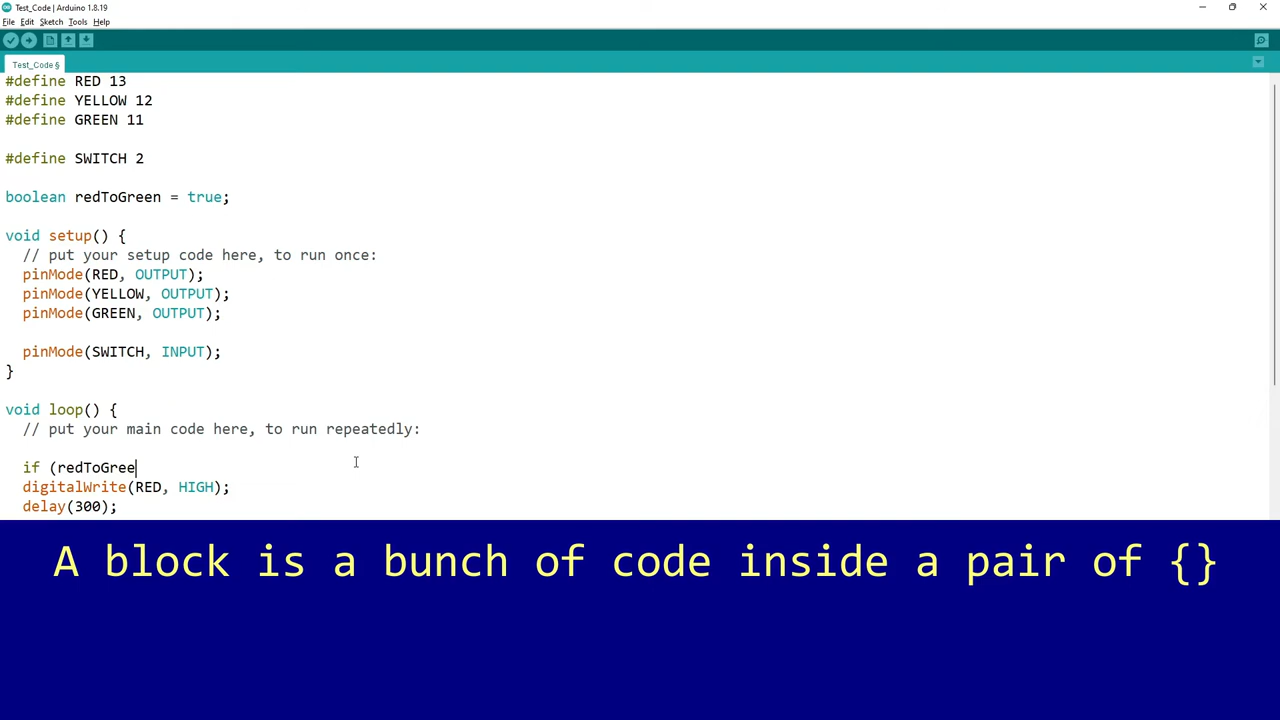 Test_Code | Arduino 1.8.19
File Edit Sketch Tools Help
Test_Code §
#define RED 13
#define YELLOW 12
#define GREEN 11
#define SWITCH 2
boolean redToGreen = true;
void setup() {
// put your setup code here, to run once:
pinMode(RED, OUTPUT);
pinMode(YELLOW, OUTPUT);
pinMode(GREEN, OUTPUT);
pinMode(SWITCH, INPUT);
}
void loop() {
// put your main code here, to run repeatedly:
if (redToGree
digitalWrite(RED, HIGH);
delay(300);
A block is a bunch of code inside a pair of {}